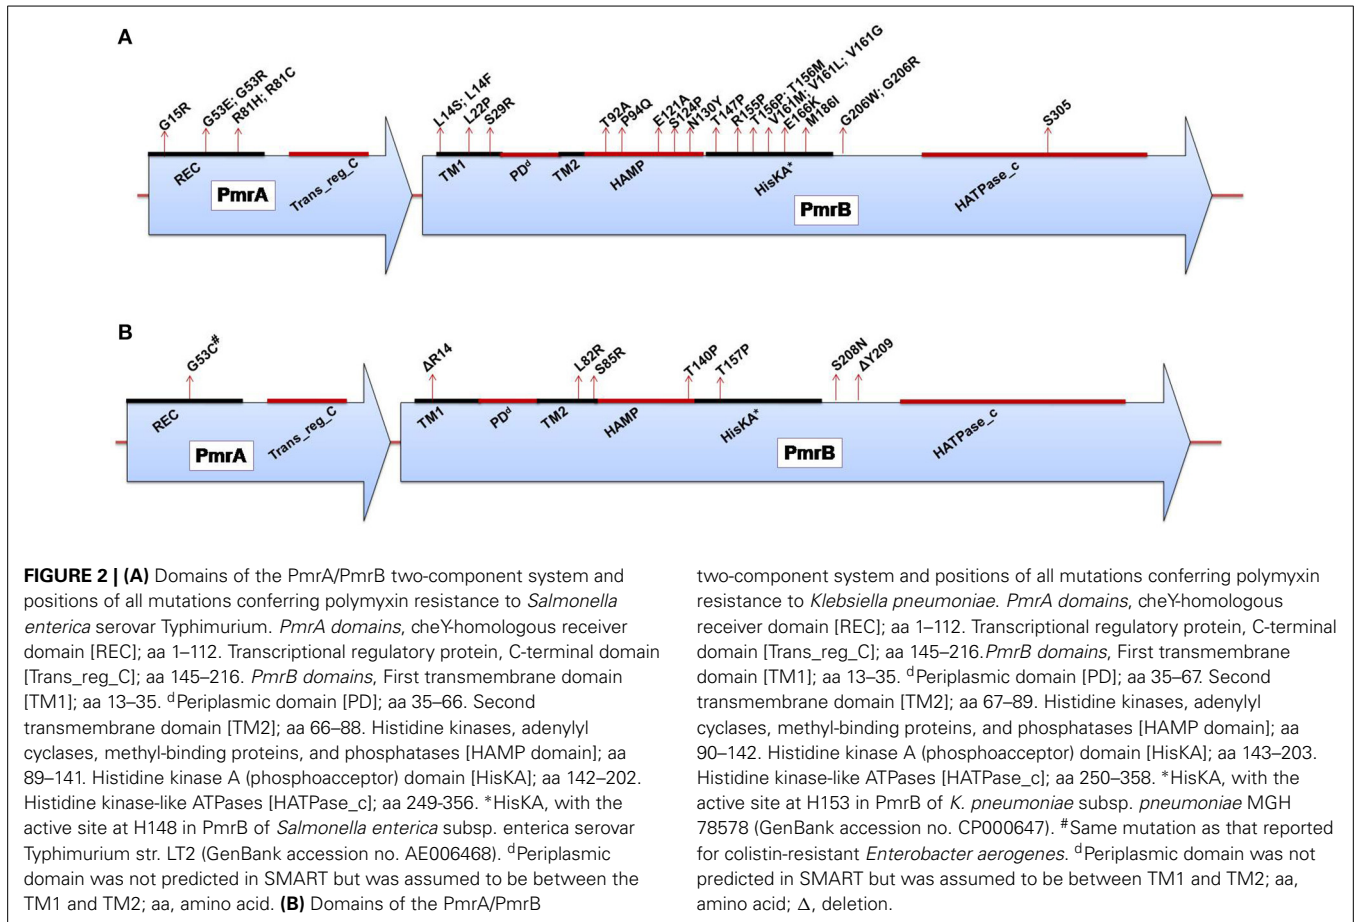 A
G15R
G53E; G53R
R81H; R81C
L14S; L14F
L22P
S29R
T92A
P94Q
E121A
S124P
N130Y
T147P
R155P
T156P; T156M
V161M; V161L; V161G
E166K
M186I
G206W; G206R
S305
REC
Trans_reg_C
TM1
PDd
TM2
HAMP
HisKA*
HATPase_c
PmrA
PmrB
B
G53C#
ΔR14
L82R
S85R
T140P
T157P
S208N
ΔY209
REC
Trans_reg_C
TM1
PDd
TM2
HAMP
HisKA*
HATPase_c
PmrA
PmrB
FIGURE 2 | (A) Domains of the PmrA/PmrB two-component system and
positions of all mutations conferring polymyxin resistance to Salmonella
enterica serovar Typhimurium. PmrA domains, cheY-homologous receiver
domain [REC]; aa 1–112. Transcriptional regulatory protein, C-terminal domain
[Trans_reg_C]; aa 145–216. PmrB domains, First transmembrane domain
[TM1]; aa 13–35. dPeriplasmic domain [PD]; aa 35–66. Second
transmembrane domain [TM2]; aa 66–88. Histidine kinases, adenylyl
cyclases, methyl-binding proteins, and phosphatases [HAMP domain]; aa
89–141. Histidine kinase A (phosphoacceptor) domain [HisKA]; aa 142–202.
Histidine kinase-like ATPases [HATPase_c]; aa 249-356. *HisKA, with the
active site at H148 in PmrB of Salmonella enterica subsp. enterica serovar
Typhimurium str. LT2 (GenBank accession no. AE006468). dPeriplasmic
domain was not predicted in SMART but was assumed to be between the
TM1 and TM2; aa, amino acid. (B) Domains of the PmrA/PmrB
two-component system and positions of all mutations conferring polymyxin
resistance to Klebsiella pneumoniae. PmrA domains, cheY-homologous
receiver domain [REC]; aa 1–112. Transcriptional regulatory protein, C-terminal
domain [Trans_reg_C]; aa 145–216.PmrB domains, First transmembrane
domain [TM1]; aa 13–35. dPeriplasmic domain [PD]; aa 35–67. Second
transmembrane domain [TM2]; aa 67–89. Histidine kinases, adenylyl
cyclases, methyl-binding proteins, and phosphatases [HAMP domain]; aa
90–142. Histidine kinase A (phosphoacceptor) domain [HisKA]; aa 143–203.
Histidine kinase-like ATPases [HATPase_c]; aa 250–358. *HisKA, with the
active site at H153 in PmrB of K. pneumoniae subsp. pneumoniae MGH
78578 (GenBank accession no. CP000647). #Same mutation as that reported
for colistin-resistant Enterobacter aerogenes. dPeriplasmic domain was not
predicted in SMART but was assumed to be between TM1 and TM2; aa,
amino acid; Δ, deletion.